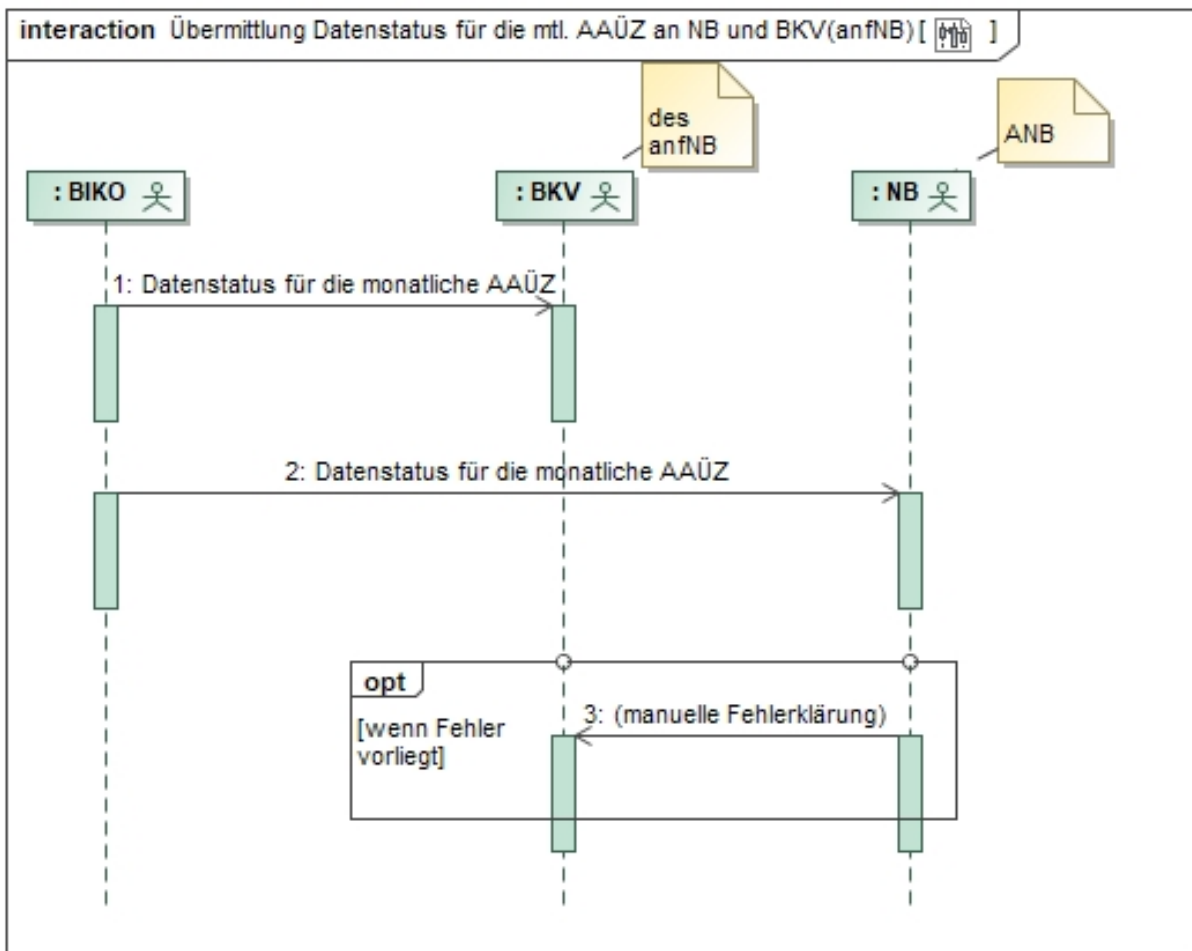 interaction Übermittlung Datenstatus für die mtl. AAÜZ an NB und BKV(anfNB)[ ]
des
anfNB
ANB
: BIKO
: BKV
: NB
1: Datenstatus für die monatliche AAÜZ
2: Datenstatus für die monatliche AAÜZ
opt
[wenn Fehler
vorliegt]
3: (manuelle Fehlerklärung)